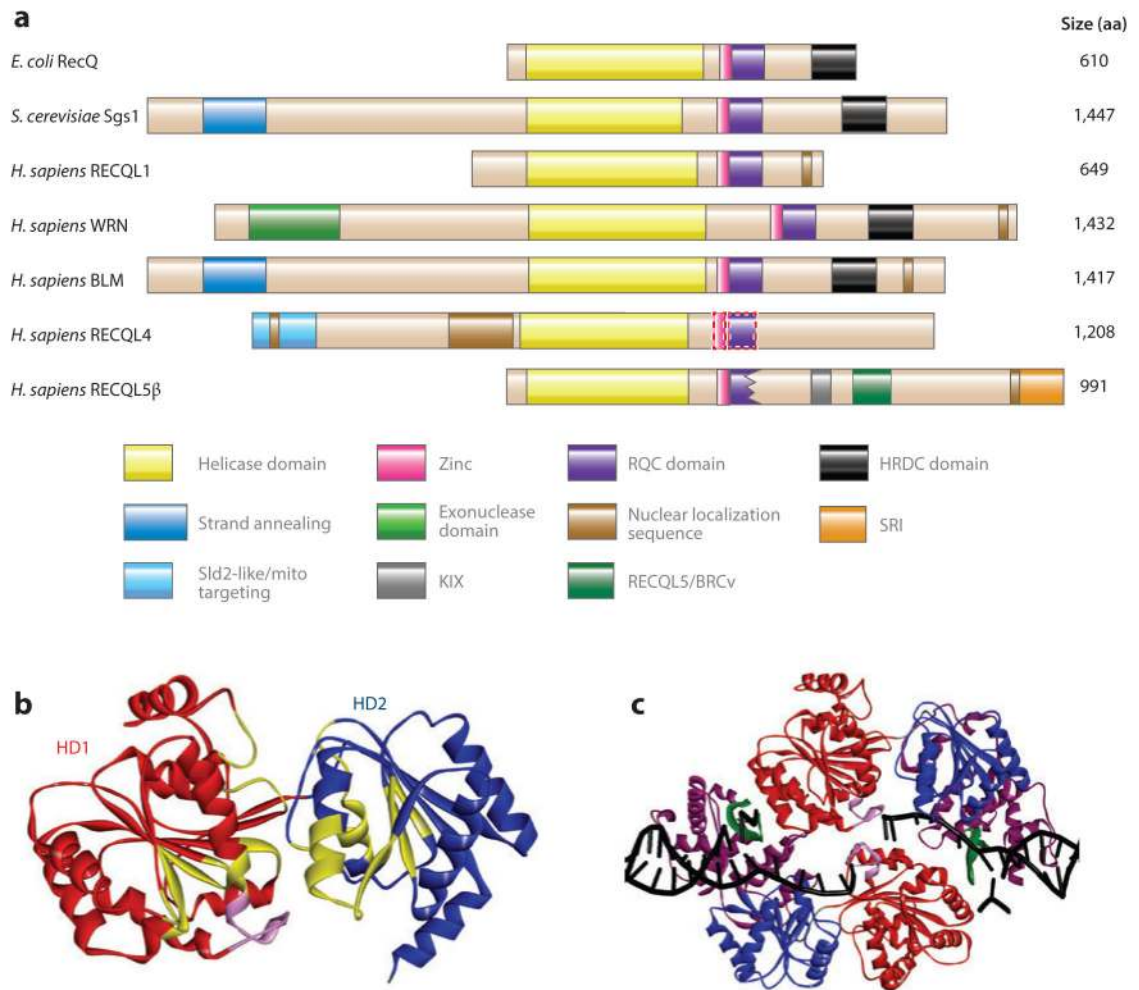 a
Size (aa)
E. coli RecQ 610
S. cerevisiae Sgs1 1,447
H. sapiens RECQL1 649
H. sapiens WRN 1,432
H. sapiens BLM 1,417
H. sapiens RECQL4 1,208
H. sapiens RECQL5β 991
Helicase domain Zinc RQC domain HRDC domain
Strand annealing Exonuclease domain Nuclear localization sequence SRI
Sld2-like/mito targeting KIX RECQL5/BRCv
b
HD1
HD2
c